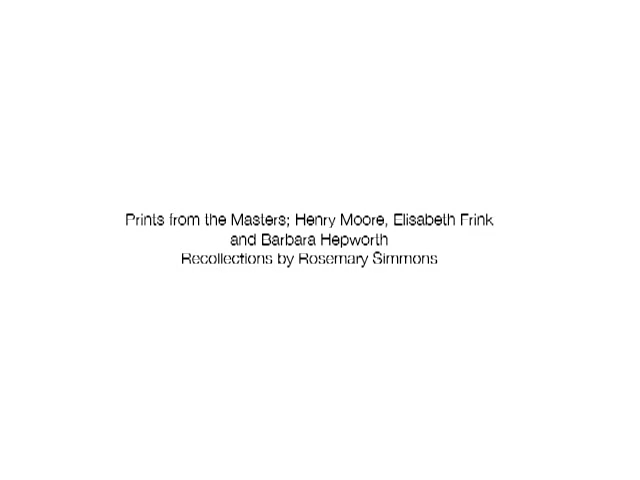 Prints from the Masters; Henry Moore, Elisabeth Frink
and Barbara Hepworth
Recollections by Rosemary Simmons